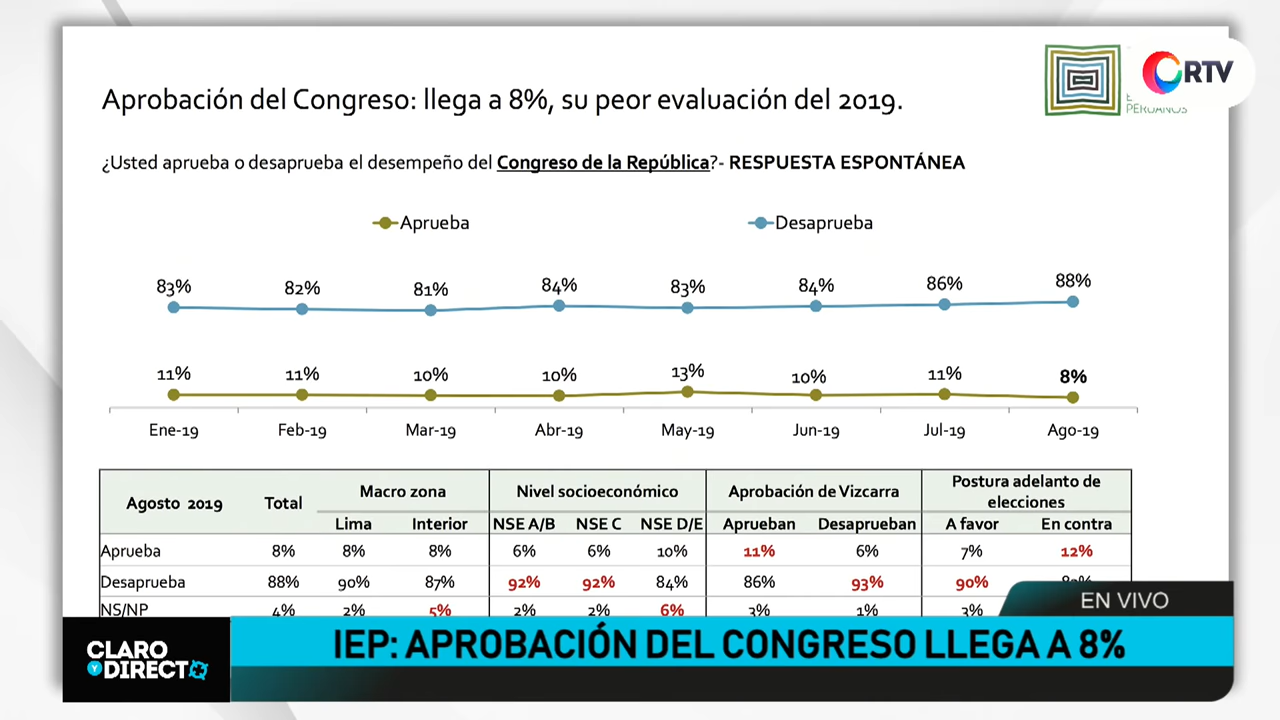 RTV
PERUANOS
Aprobación del Congreso: llega a 8%, su peor evaluación del 2019.
¿Usted aprueba o desaprueba el desempeño del Congreso de la República?- RESPUESTA ESPONTÁNEA
Aprueba Desaprueba
83% 82% 81% 84% 83% 84% 86% 88%
11% 11% 10% 10% 13% 10% 11% 8%
Ene-19 Feb-19 Mar-19 Abr-19 May-19 Jun-19 Jul-19 Ago-19
Agosto 2019 Total Macro zona Nivel socioeconómico Aprobación de Vizcarra Postura adelanto de elecciones
Lima Interior NSE A/B NSE C NSE D/E Aprueban Desaprueban A favor En contra
Aprueba 8% 8% 8% 6% 6% 10% 11% 6% 7% 12%
Desaprueba 88% 90% 87% 92% 92% 84% 86% 93% 90%
NS/NP 4% 2% 5% 2% 2% 6% 3% 1% 3%
EN VIVO
CLARO Y DIRECTO
IEP: APROBACIÓN DEL CONGRESO LLEGA A 8%